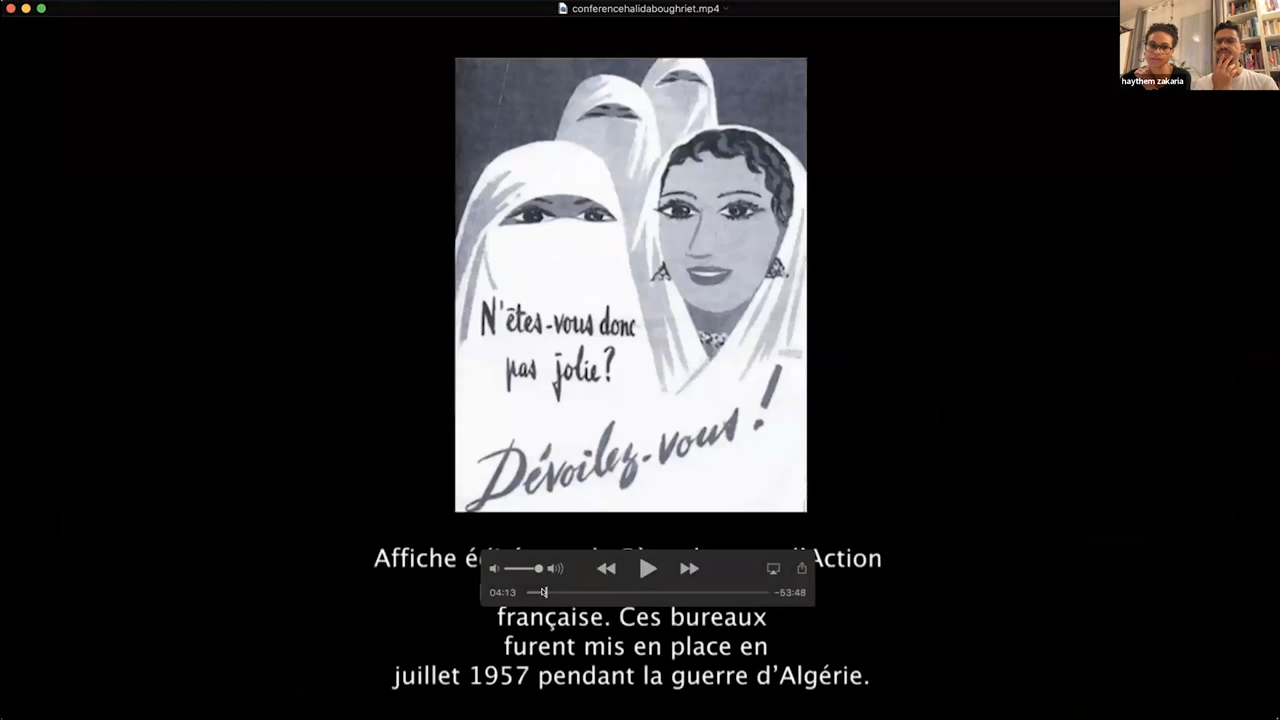 conferencehalidaboughriet.mp4
haythem zakaria
N'êtes-vous donc
pas jolie?
Dévoilez-vous!
Affiche d'Action
04:13 -53:48
française. Ces bureaux
furent mis en place en
juillet 1957 pendant la guerre d'Algérie.